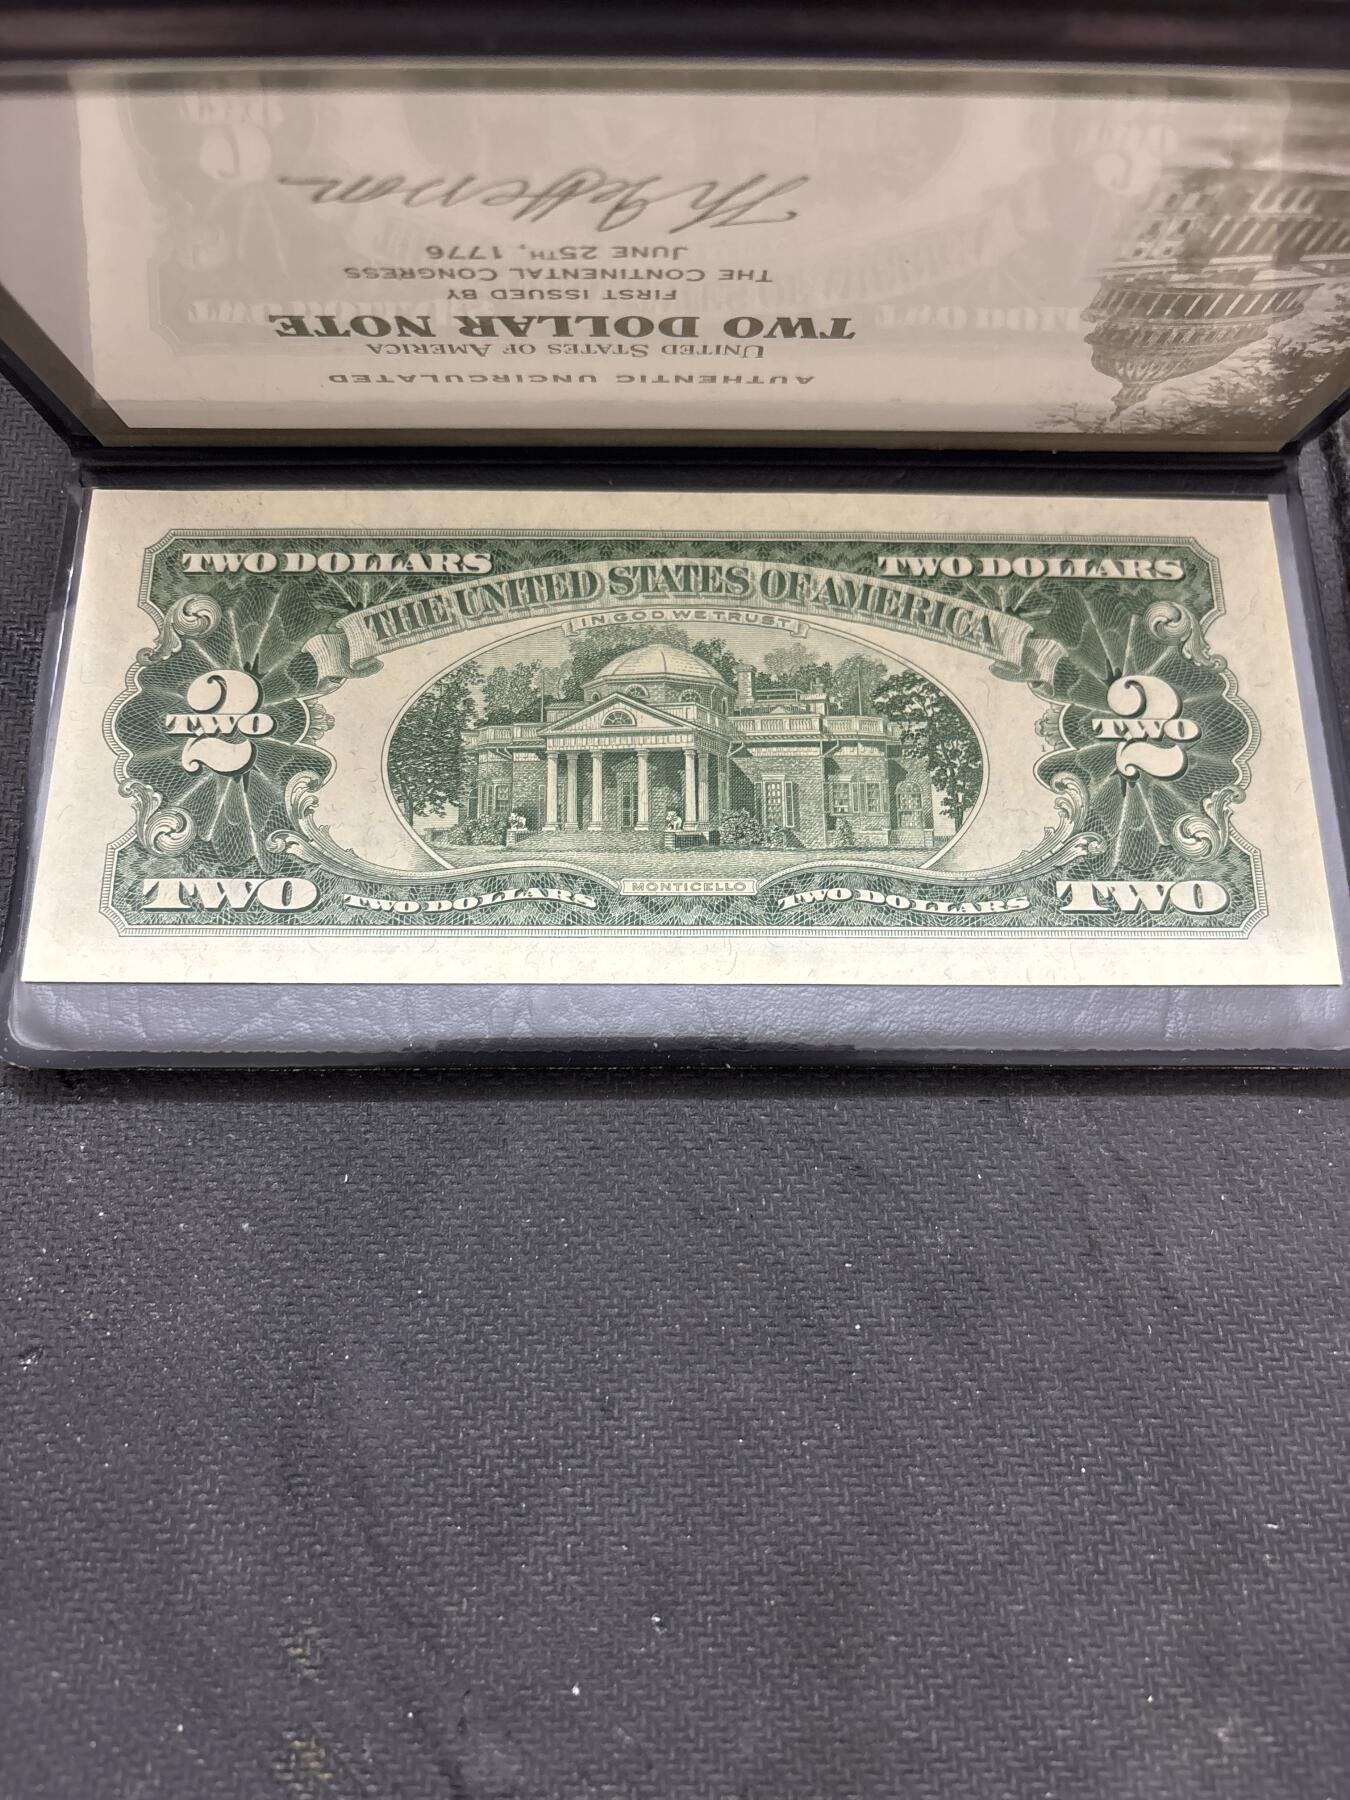 AUTHENTIC UNCIRCULATED
UNITED STATES OF AMERICA
TWO DOLLAR NOTE
FIRST ISSUED BY
THE CONTINENTAL CONGRESS
JUNE 25TH, 1776
Th Jefferson
TWO DOLLARS TWO DOLLARS
THE UNITED STATES OF AMERICA
IN GOD WE TRUST
2 TWO 2 TWO
MONTICELLO
TWO TWO DOLLARS TWO DOLLARS TWO